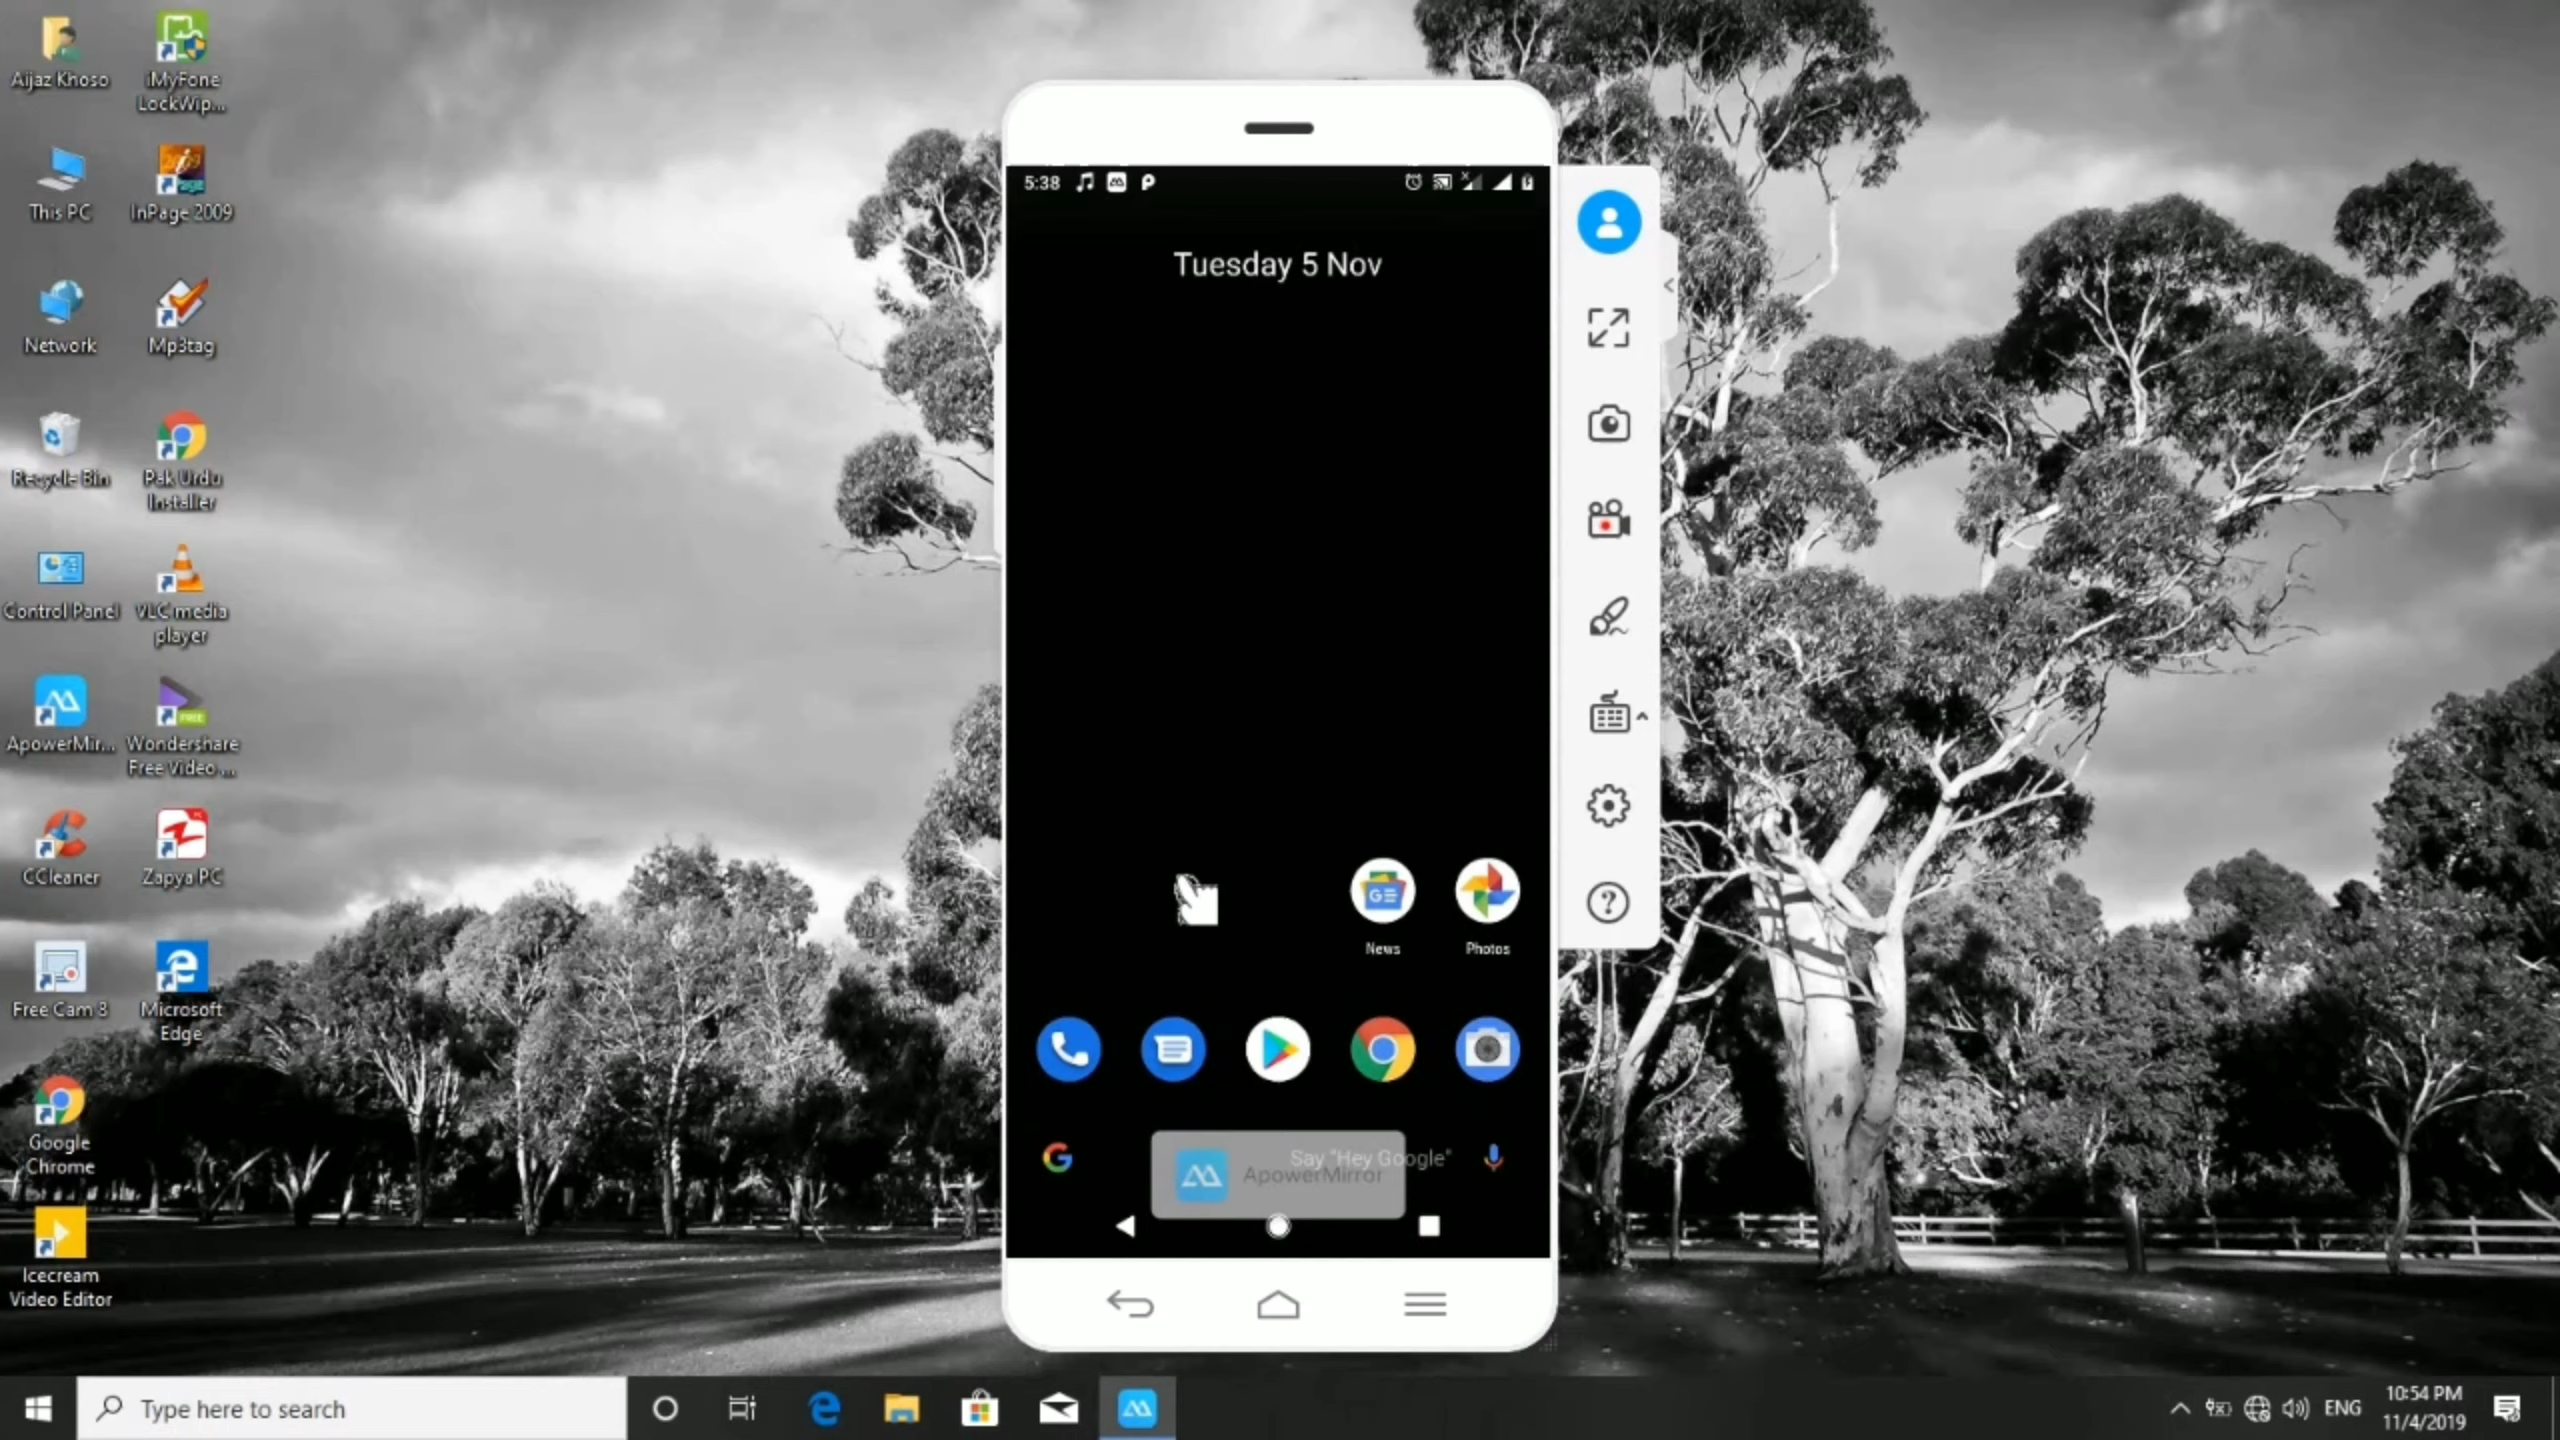 Aijaz Khoso
iMyFone
LockWip...
This PC
InPage 2009
Network
Mp3tag
Recycle Bin
Pak Urdu
Installer
Control Panel
VLC media
player
ApowerMir...
Wondershare
Free Video ...
CCleaner
Zapya PC
Free Cam 8
Microsoft
Edge
Google
Chrome
Icecream
Video Editor
5:38
Tuesday 5 Nov
News
Photos
Say "Hey Google"
ApowerMirror
Type here to search
ENG
10:54 PM
11/4/2019